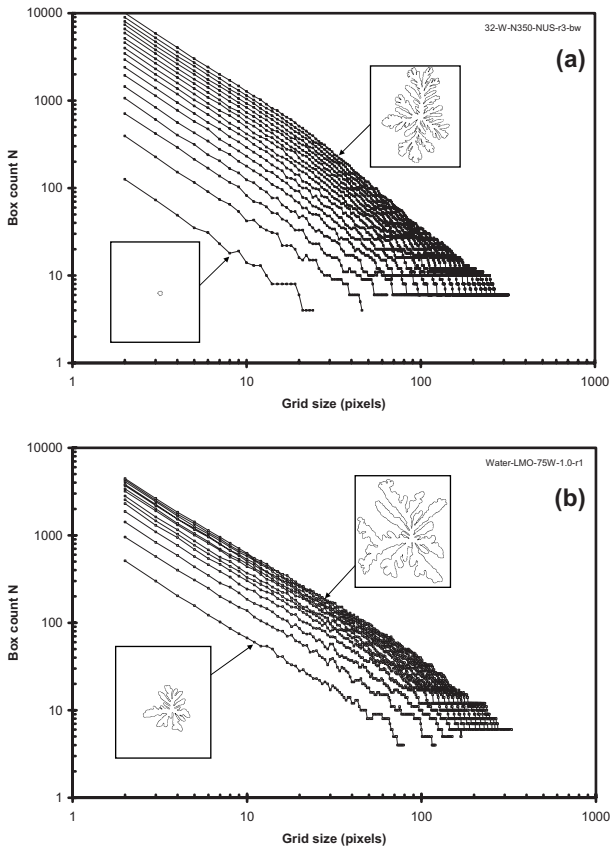 10000
1000
100
10
1
1
10
100
1000
Box count N
Grid size (pixels)
32-W-N350-NUS-r3-bw
(a)
10000
1000
100
10
1
1
10
100
1000
Box count N
Grid size (pixels)
Water-LMO-75W-1.0-r1
(b)